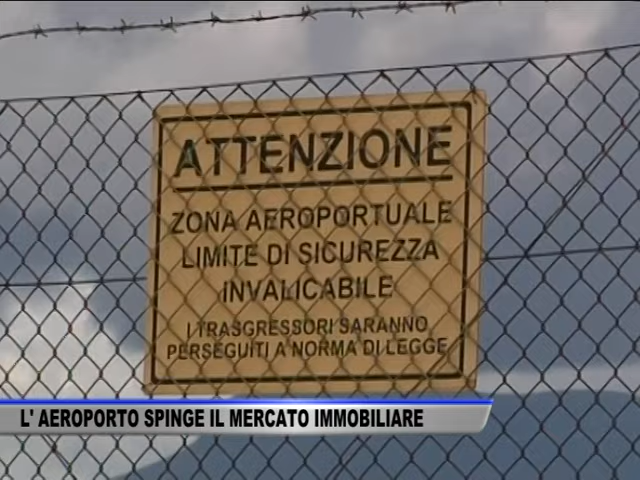 ATTENZIONE
ZONA AEROPORTUALE
LIMITE DI SICUREZZA
INVALICABILE
I TRASGRESSORI SARANNO
PERSEGUITI A NORMA DI LEGGE
L' AEROPORTO SPINGE IL MERCATO IMMOBILIARE